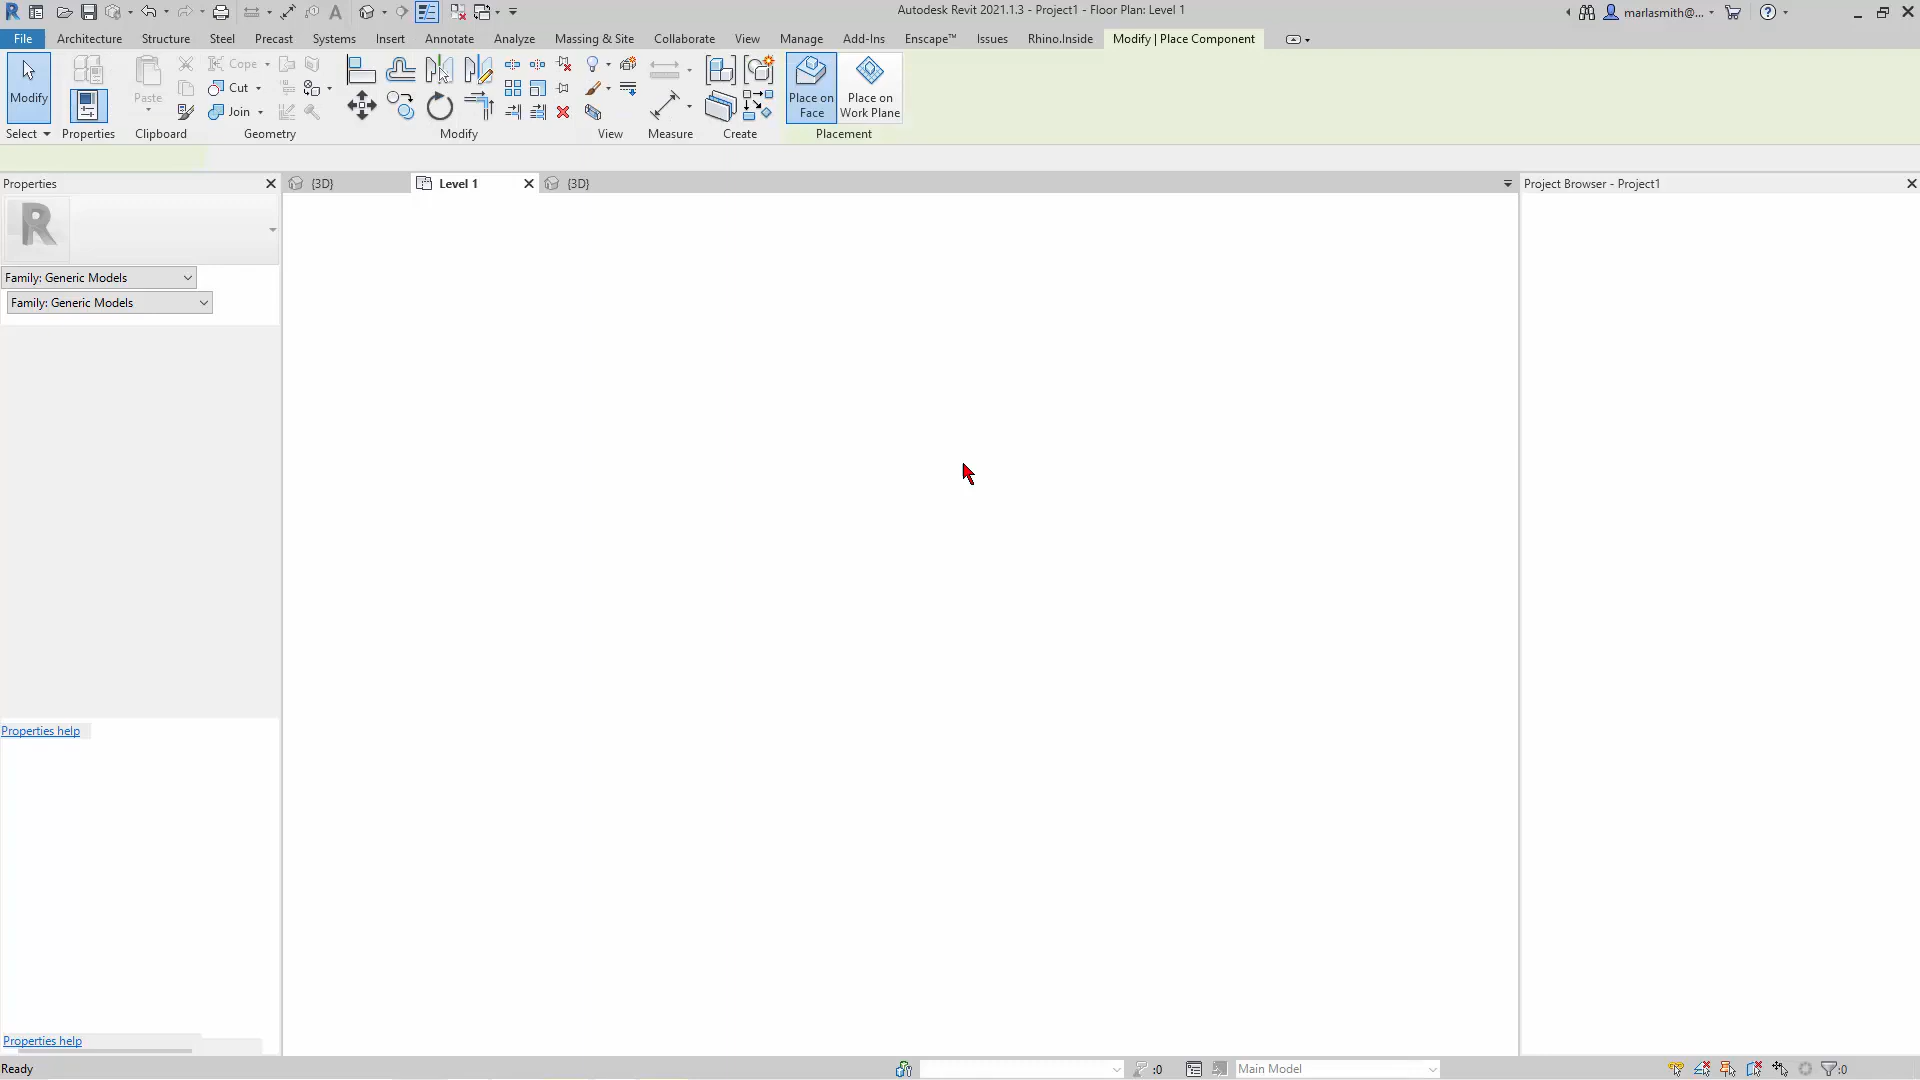 Autodesk Revit 2021.1.3 - Project1 - Floor Plan: Level 1
marlasmith@...
File Architecture Structure Steel Precast Systems Insert Annotate Analyze Massing & Site Collaborate View Manage Add-Ins Enscape™ Issues Rhino.Inside Modify | Place Component
Modify
Paste
Cope
Cut
Join
Place on Face
Place on Work Plane
Select Properties Clipboard Geometry Modify View Measure Create Placement
Properties
{3D}
Level 1
{3D}
Project Browser - Project1
R
Family: Generic Models
Family: Generic Models
Properties help
Properties help
Ready
:0
Main Model
:0